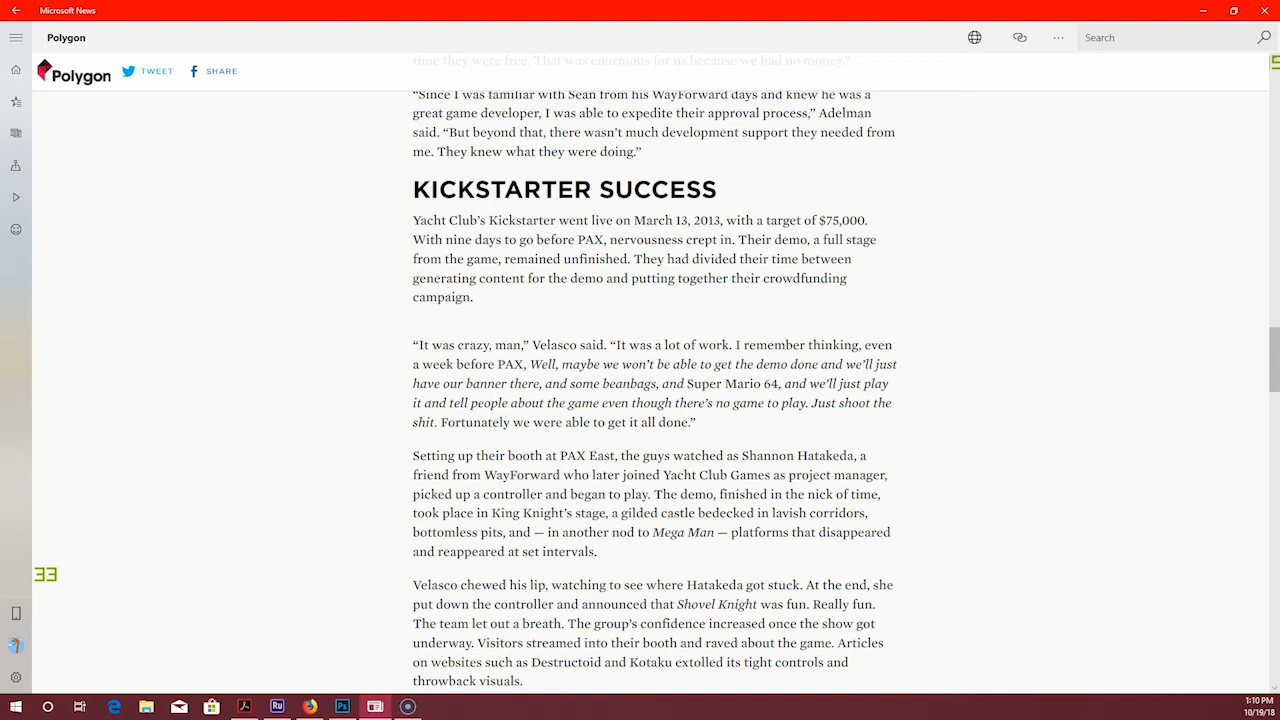 Microsoft News
Polygon
Search
Polygon
TWEET
SHARE
time they were free. That was enormous for us because we had no money.”
“Since I was familiar with Sean from his WayForward days and knew he was a
great game developer, I was able to expedite their approval process,” Adelman
said. “But beyond that, there wasn’t much development support they needed from
me. They knew what they were doing.”
KICKSTARTER SUCCESS
Yacht Club’s Kickstarter went live on March 13, 2013, with a target of $75,000.
With nine days to go before PAX, nervousness crept in. Their demo, a full stage
from the game, remained unfinished. They had divided their time between
generating content for the demo and putting together their crowdfunding
campaign.
“It was crazy, man,” Velasco said. “It was a lot of work. I remember thinking, even
a week before PAX, Well, maybe we won’t be able to get the demo done and we’ll just
have our banner there, and some beanbags, and Super Mario 64, and we’ll just play
it and tell people about the game even though there’s no game to play. Just shoot the
shit. Fortunately we were able to get it all done.”
Setting up their booth at PAX East, the guys watched as Shannon Hatakeda, a
friend from WayForward who later joined Yacht Club Games as project manager,
picked up a controller and began to play. The demo, finished in the nick of time,
took place in King Knight’s stage, a gilded castle bedecked in lavish corridors,
bottomless pits, and — in another nod to Mega Man — platforms that disappeared
and reappeared at set intervals.
33
Velasco chewed his lip, watching to see where Hatakeda got stuck. At the end, she
put down the controller and announced that Shovel Knight was fun. Really fun.
The team let out a breath. The group’s confidence increased once the show got
underway. Visitors streamed into their booth and raved about the game. Articles
on websites such as Destructoid and Kotaku extolled its tight controls and
throwback visuals.
Ru
Ps
1:10 PM
10/19/18